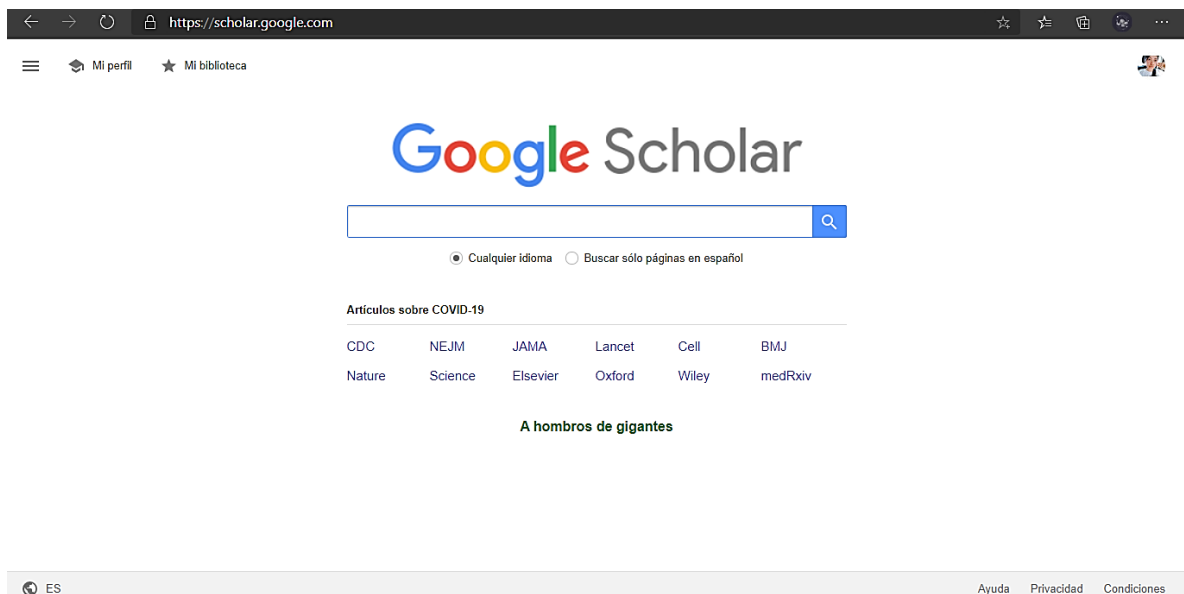 https://scholar.google.com
Mi perfil Mi biblioteca
Google Scholar
Cualquier idioma Buscar sólo páginas en español
Artículos sobre COVID-19
CDC NEJM JAMA Lancet Cell BMJ
Nature Science Elsevier Oxford Wiley medRxiv
A hombros de gigantes
ES Ayuda Privacidad Condiciones